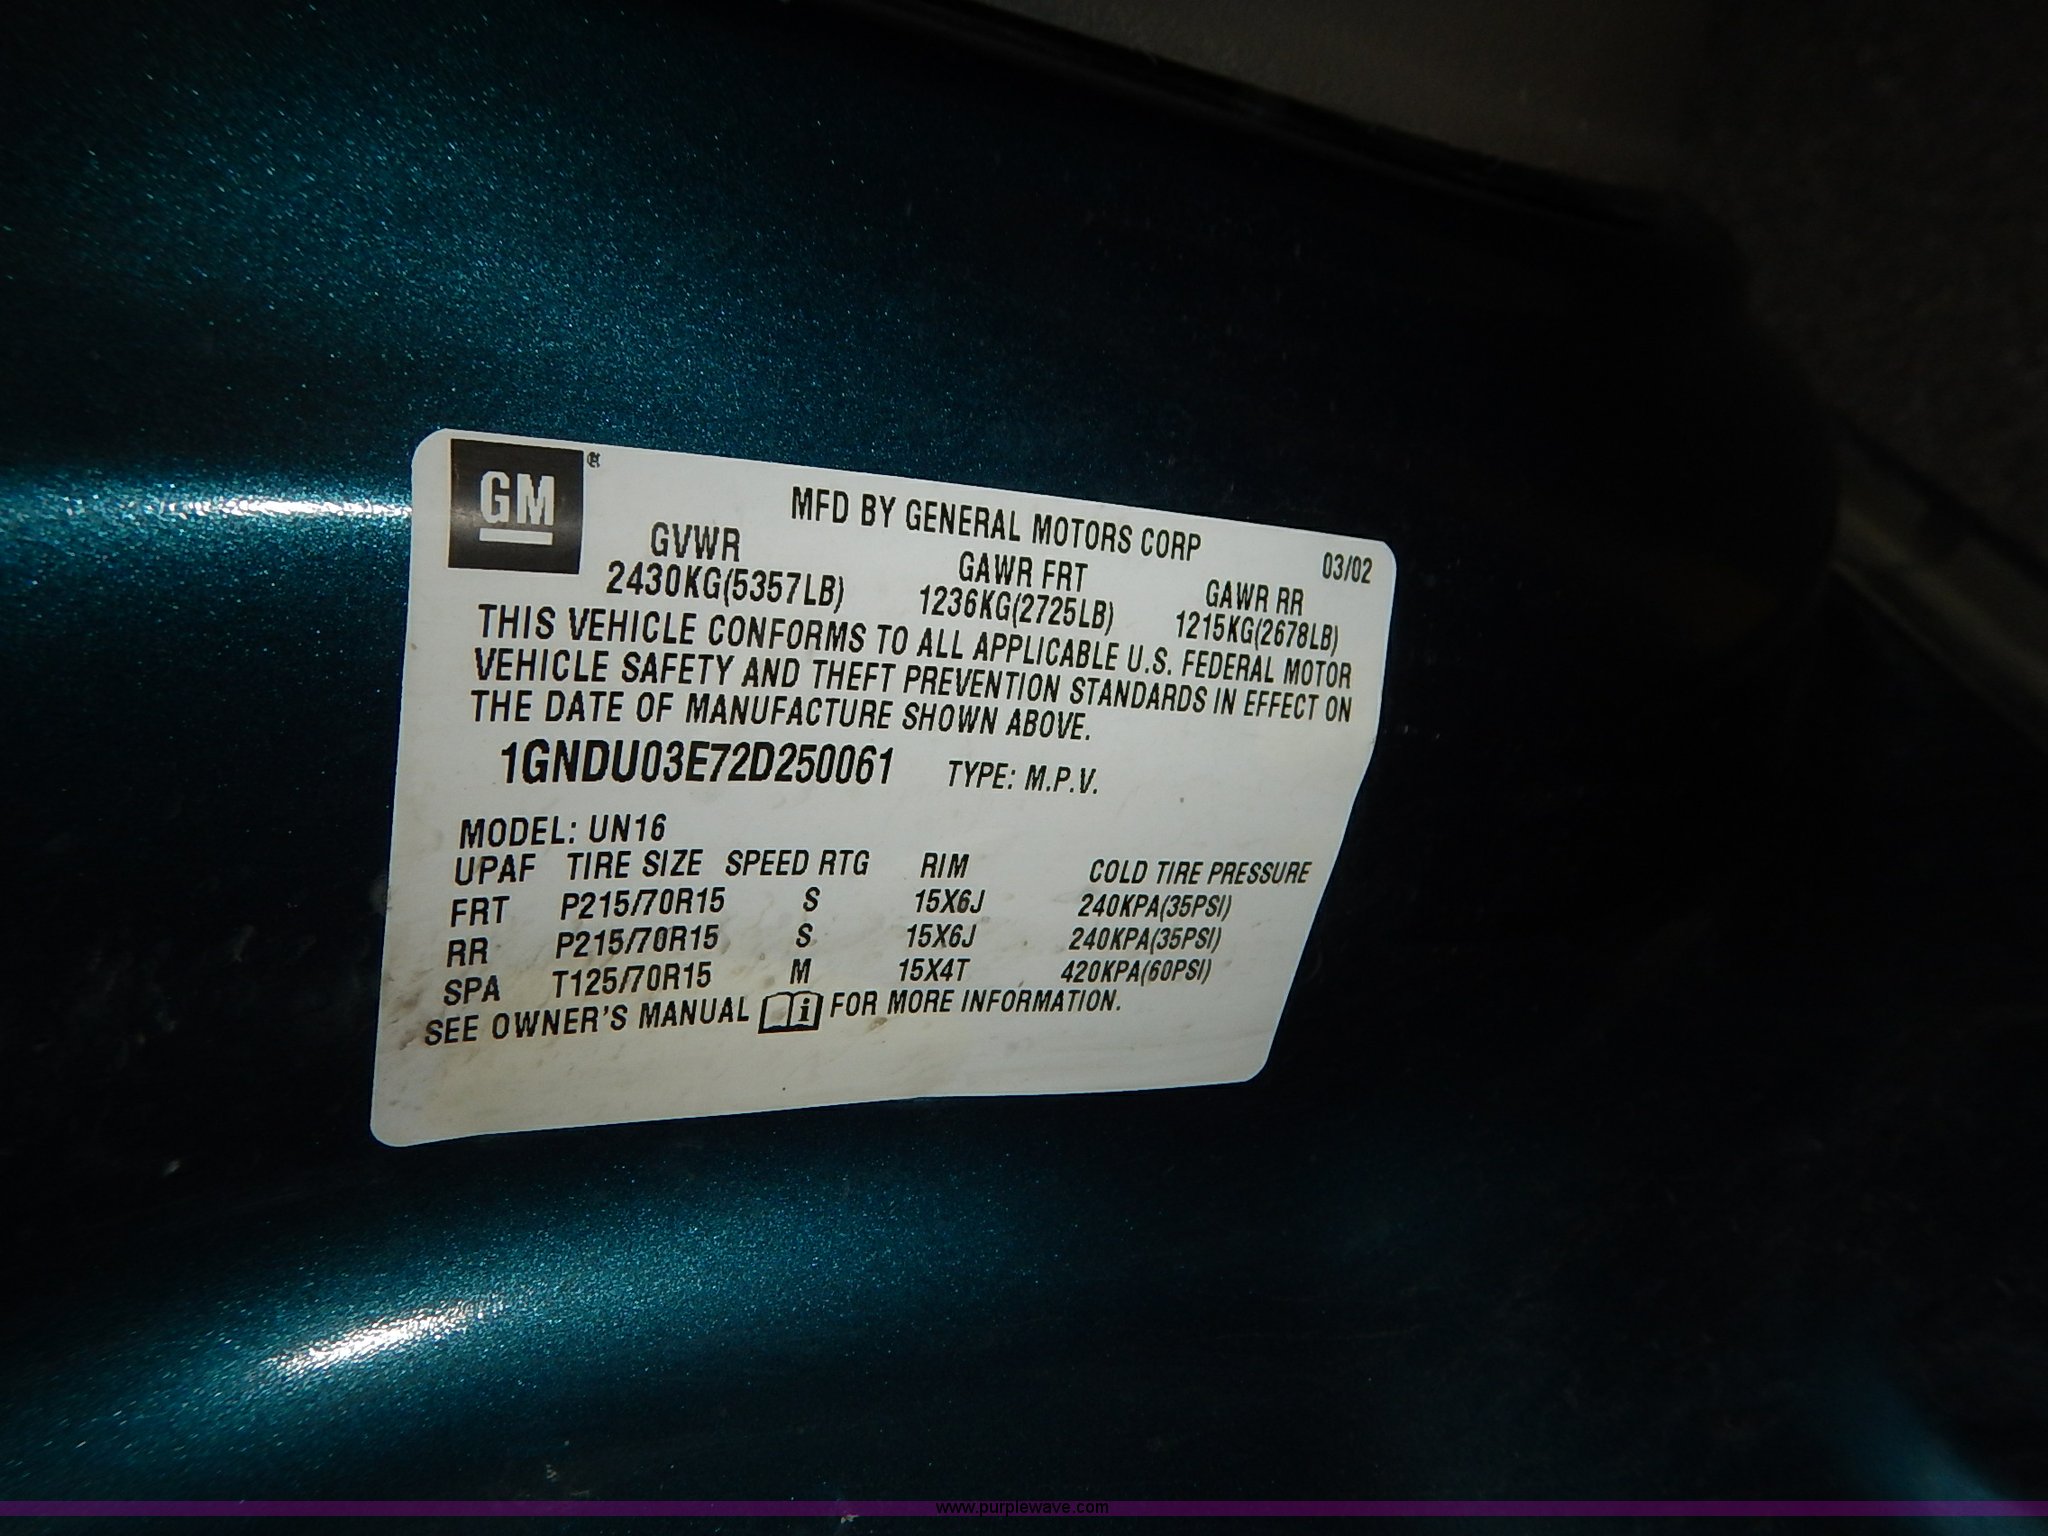 GM
MFD BY GENERAL MOTORS CORP
03/02
GVWR GAWR FRT GAWR RR
2430KG(5357LB) 1236KG(2725LB) 1215KG(2678LB)
THIS VEHICLE CONFORMS TO ALL APPLICABLE U.S. FEDERAL MOTOR
VEHICLE SAFETY AND THEFT PREVENTION STANDARDS IN EFFECT ON
THE DATE OF MANUFACTURE SHOWN ABOVE.
1GNDU03E72D250061 TYPE: M.P.V.
MODEL: UN16
UPAF TIRE SIZE SPEED RTG RIM COLD TIRE PRESSURE
FRT P215/70R15 S 15X6J 240KPA(35PSI)
RR P215/70R15 S 15X6J 240KPA(35PSI)
SPA T125/70R15 M 15X4T 420KPA(60PSI)
SEE OWNER'S MANUAL i FOR MORE INFORMATION.
www.purplewave.com